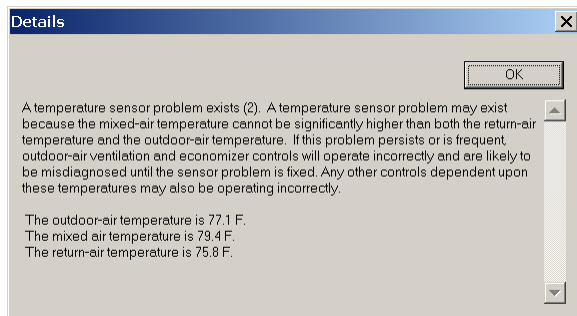 Details
OK
A temperature sensor problem exists (2).  A temperature sensor problem may exist
because the mixed-air temperature cannot be significantly higher than both the return-air
temperature and the outdoor-air temperature.  If this problem persists or is frequent,
outdoor-air ventilation and economizer controls will operate incorrectly and are likely to
be misdiagnosed until the sensor problem is fixed. Any other controls dependent upon
these temperatures may also be operating incorrectly.
The outdoor-air temperature is 77.1 F.
The mixed air temperature is 79.4 F.
The return-air temperature is 75.8 F.